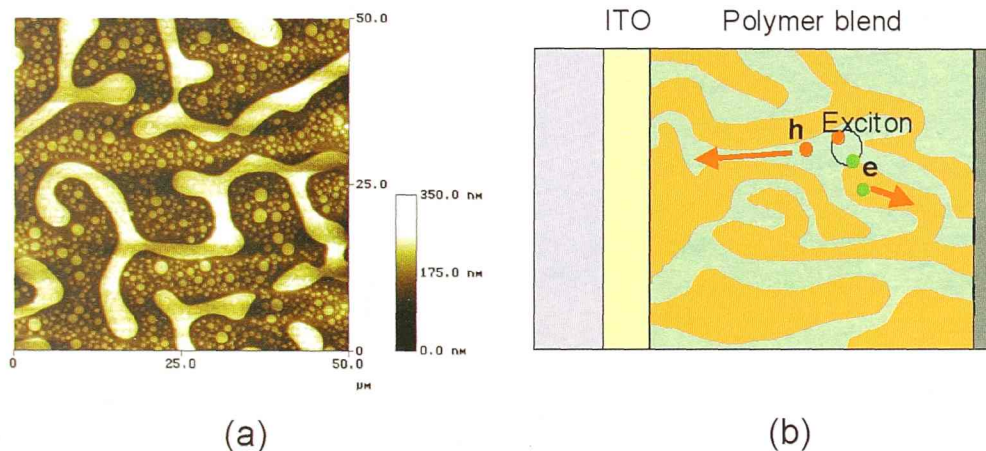 50.0
25.0
0
0
25.0
50.0
μM
350.0 nm
175.0 nm
0.0 nm
(a)
ITO Polymer blend
h Exciton
e
(b)